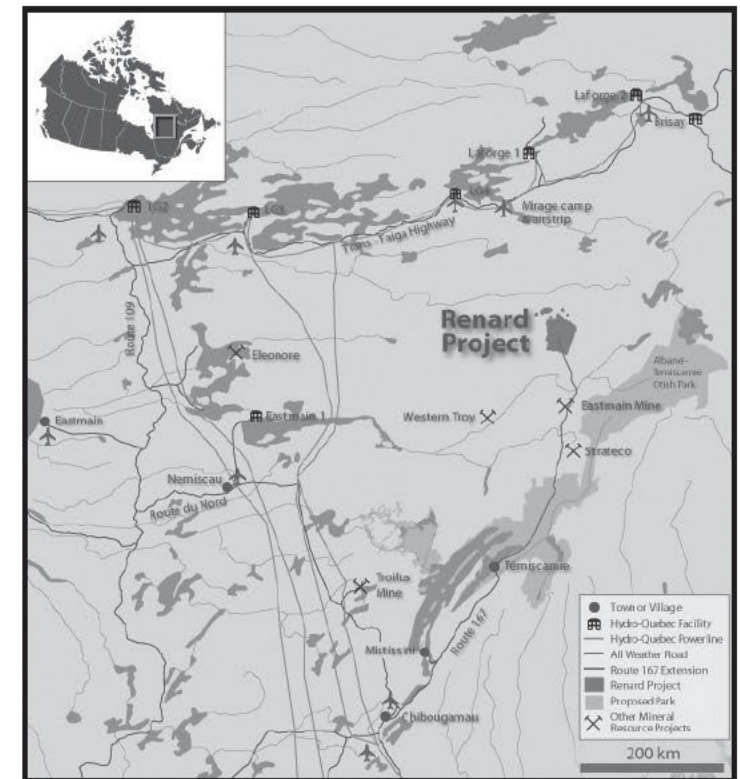 LaForge 2
Brisay
LaForge 1
LG2
LG3
LG4
Mirage camp
airstrip
Trans-Taiga Highway
Route 109
Renard
Project
Eleonore
Albanel-
Temiscamie
Otish Park
Eastmain
Eastmain 1
Western Troy
Eastmain Mine
Strateco
Nemiscau
Route du Nord
Troilus
Mine
Témiscamie
Mistissini
Route 167
Chibougamau
Town or Village
Hydro-Quebec Facility
Hydro-Quebec Powerline
All Weather Road
Route 167 Extension
Renard Project
Proposed Park
Other Mineral
Resource Projects
200 km